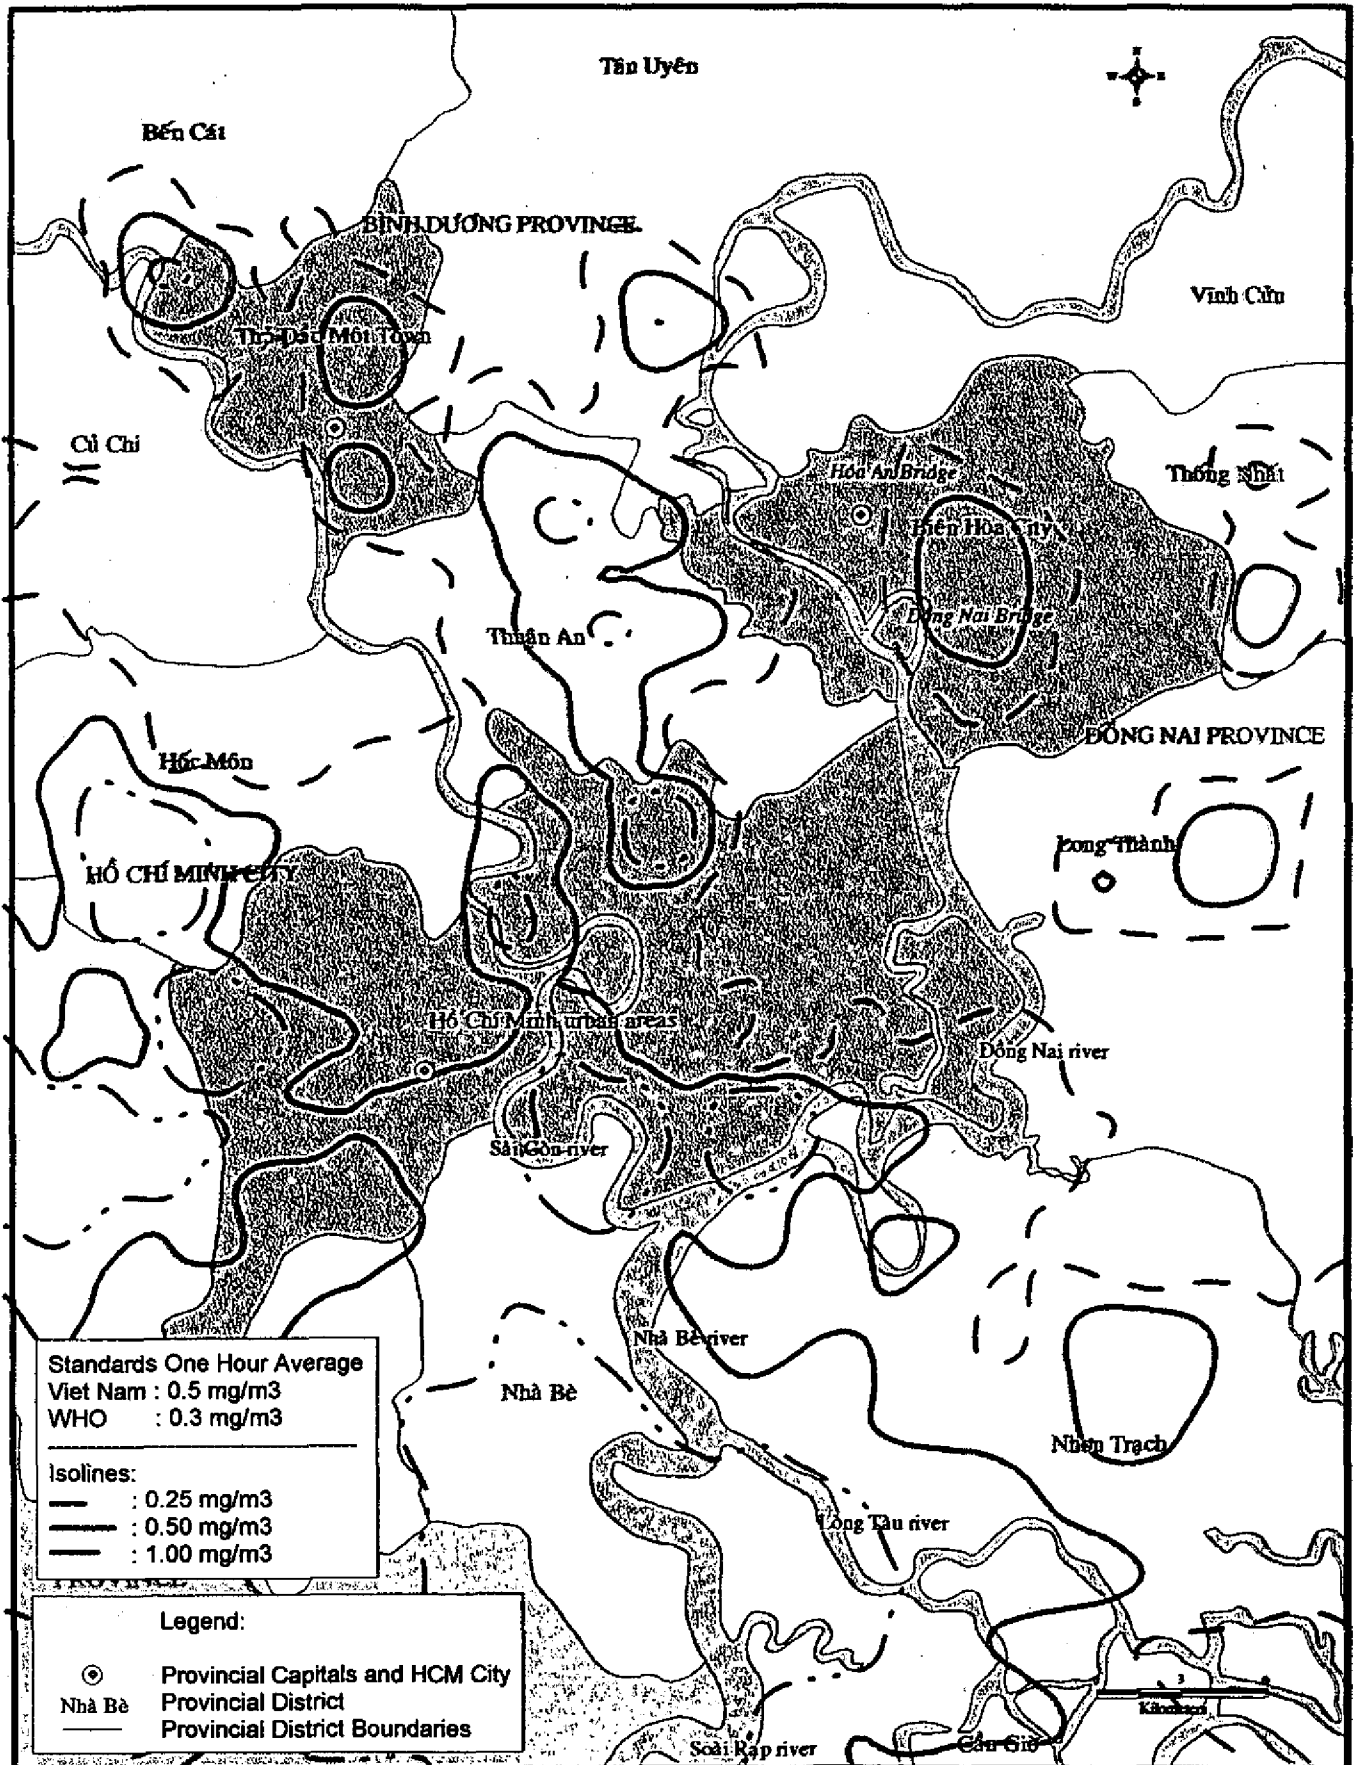 Tân Uyên
N
W E
S
Bến Cát
BÌNH DƯƠNG PROVINCE
Vĩnh Cửu
Thị Dầu Một Town
Củ Chi
Hóa An Bridge
Thống Nhất
Biên Hòa City
Đồng Nai Bridge
Thuận An
ĐỒNG NAI PROVINCE
Hóc Môn
Long Thành
HỒ CHÍ MINH CITY
Hồ Chí Minh urban areas
Đồng Nai river
Sài Gòn river
Nhà Bè river
Nhà Bè
Nhơn Trạch
Lòng Tàu river
Standards One Hour Average
Viet Nam : 0.5 mg/m3
WHO : 0.3 mg/m3
Isolines:
: 0.25 mg/m3
: 0.50 mg/m3
: 1.00 mg/m3
PROVINCE
Legend:
Provincial Capitals and HCM City
Nhà Bè Provincial District
Provincial District Boundaries
3
Kilometers
Soài Rạp river
Cần Giờ